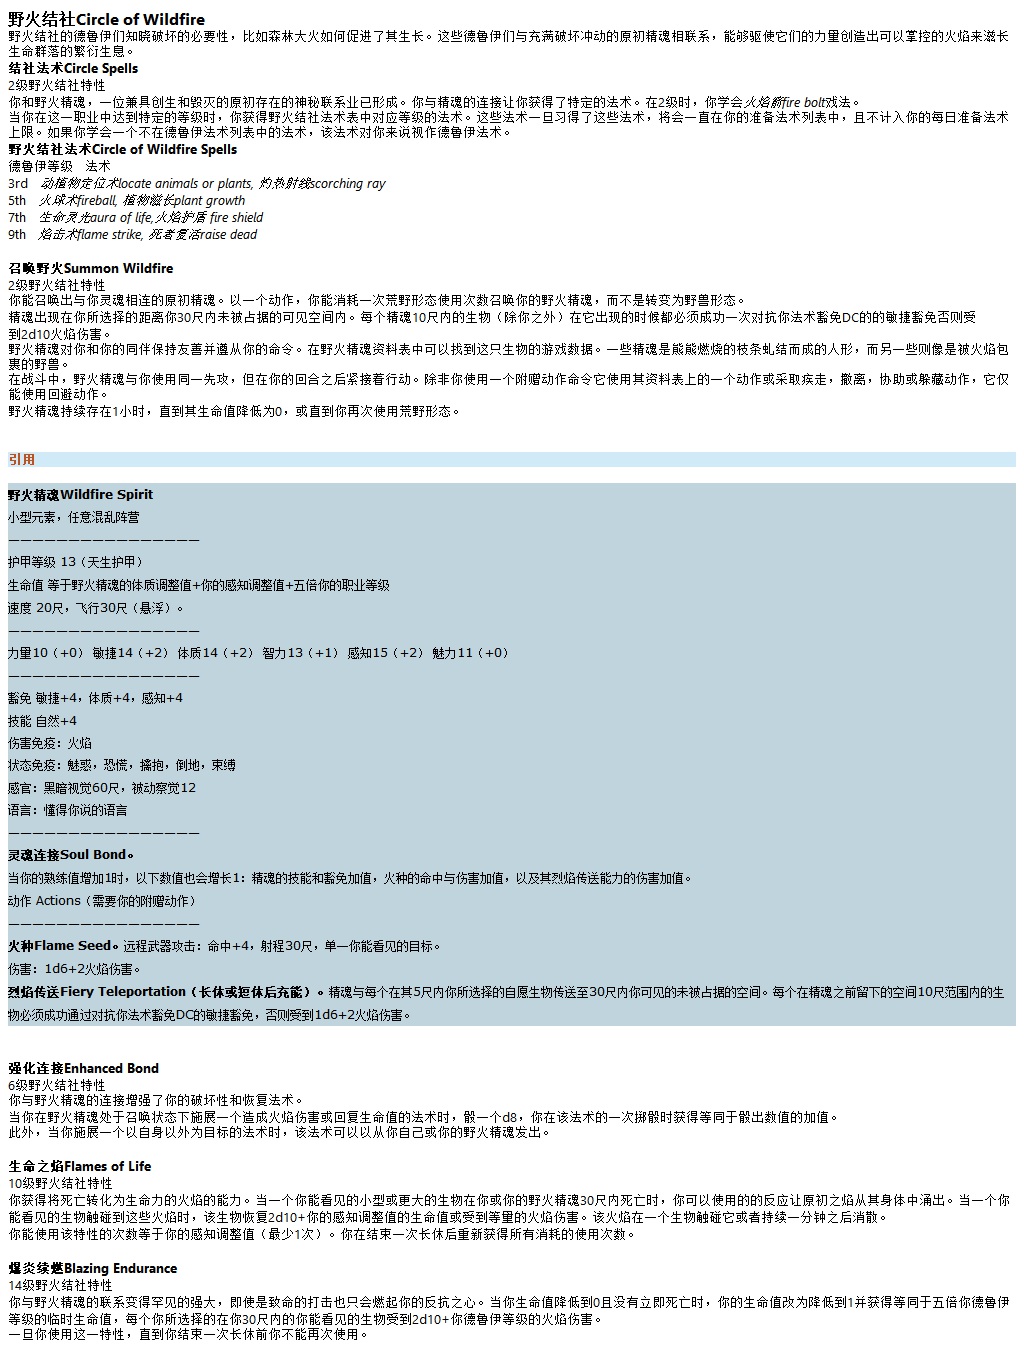 野火结社Circle of Wildfire
野火结社的德鲁伊们知晓破坏的必要性，比如森林大火如何促进了其生长。这些德鲁伊们与充满破坏冲动的原初精魂相联系，能够驱使它们的力量创造出可以掌控的火焰来滋长
生命群落的繁衍生息。
结社法术Circle Spells
2级野火结社特性
你和野火精魂，一位兼具创生和毁灭的原初存在的神秘联系业已形成。你与精魂的连接让你获得了特定的法术。在2级时，你学会火焰箭fire bolt戏法。
当你在这一职业中达到特定的等级时，你获得野火结社法术表中对应等级的法术。这些法术一旦习得了这些法术，将会一直在你的准备法术列表中，且不计入你的每日准备法术
上限。如果你学会一个不在德鲁伊法术列表中的法术，该法术对你来说视作德鲁伊法术。
野火结社法术Circle of Wildfire Spells
德鲁伊等级　法术
3rd　动植物定位术locate animals or plants, 灼热射线scorching ray
5th　火球术fireball, 植物滋长plant growth
7th　生命灵光aura of life,火焰护盾 fire shield
9th　焰击术flame strike, 死者复活raise dead
召唤野火Summon Wildfire
2级野火结社特性
你能召唤出与你灵魂相连的原初精魂。以一个动作，你能消耗一次荒野形态使用次数召唤你的野火精魂，而不是转变为野兽形态。
精魂出现在你所选择的距离你30尺内未被占据的可见空间内。每个精魂10尺内的生物（除你之外）在它出现的时候都必须成功一次对抗你法术豁免DC的的敏捷豁免否则受
到2d10火焰伤害。
野火精魂对你和你的同伴保持友善并遵从你的命令。在野火精魂资料表中可以找到这只生物的游戏数据。一些精魂是熊熊燃烧的枝条虬结而成的人形，而另一些则像是被火焰包
裹的野兽。
在战斗中，野火精魂与你使用同一先攻，但在你的回合之后紧接着行动。除非你使用一个附赠动作命令它使用其资料表上的一个动作或采取疾走，撤离，协助或躲藏动作，它仅
能使用回避动作。
野火精魂持续存在1小时，直到其生命值降低为0，或直到你再次使用荒野形态。
引用
野火精魂Wildfire Spirit
小型元素，任意混乱阵营
————————————————
护甲等级 13（天生护甲）
生命值 等于野火精魂的体质调整值+你的感知调整值+五倍你的职业等级
速度 20尺，飞行30尺（悬浮）。
————————————————
力量10（+0） 敏捷14（+2） 体质14（+2） 智力13（+1） 感知15（+2） 魅力11（+0）
————————————————
豁免 敏捷+4，体质+4，感知+4
技能 自然+4
伤害免疫：火焰
状态免疫：魅惑，恐慌，擒抱，倒地，束缚
感官：黑暗视觉60尺，被动察觉12
语言：懂得你说的语言
————————————————
灵魂连接Soul Bond。
当你的熟练值增加1时，以下数值也会增长1：精魂的技能和豁免加值，火种的命中与伤害加值，以及其烈焰传送能力的伤害加值。
动作 Actions（需要你的附赠动作）
————————————————
火种Flame Seed。远程武器攻击：命中+4，射程30尺，单一你能看见的目标。
伤害：1d6+2火焰伤害。
烈焰传送Fiery Teleportation（长休或短休后充能）。精魂与每个在其5尺内你所选择的自愿生物传送至30尺内你可见的未被占据的空间。每个在精魂之前留下的空间10尺范围内的生
物必须成功通过对抗你法术豁免DC的敏捷豁免，否则受到1d6+2火焰伤害。
强化连接Enhanced Bond
6级野火结社特性
你与野火精魂的连接增强了你的破坏性和恢复法术。
当你在野火精魂处于召唤状态下施展一个造成火焰伤害或回复生命值的法术时，骰一个d8，你在该法术的一次掷骰时获得等同于骰出数值的加值。
此外，当你施展一个以自身以外为目标的法术时，该法术可以以从你自己或你的野火精魂发出。
生命之焰Flames of Life
10级野火结社特性
你获得将死亡转化为生命力的火焰的能力。当一个你能看见的小型或更大的生物在你或你的野火精魂30尺内死亡时，你可以使用的的反应让原初之焰从其身体中涌出。当一个你
能看见的生物触碰到这些火焰时，该生物恢复2d10+你的感知调整值的生命值或受到等量的火焰伤害。该火焰在一个生物触碰它或者持续一分钟之后消散。
你能使用该特性的次数等于你的感知调整值（最少1次）。你在结束一次长休后重新获得所有消耗的使用次数。
爆炎续燃Blazing Endurance
14级野火结社特性
你与野火精魂的联系变得罕见的强大，即使是致命的打击也只会燃起你的反抗之心。当你生命值降低到0且没有立即死亡时，你的生命值改为降低到1并获得等同于五倍你德鲁伊
等级的临时生命值，每个你所选择的在你30尺内的你能看见的生物受到2d10+你德鲁伊等级的火焰伤害。
一旦你使用这一特性，直到你结束一次长休前你不能再次使用。